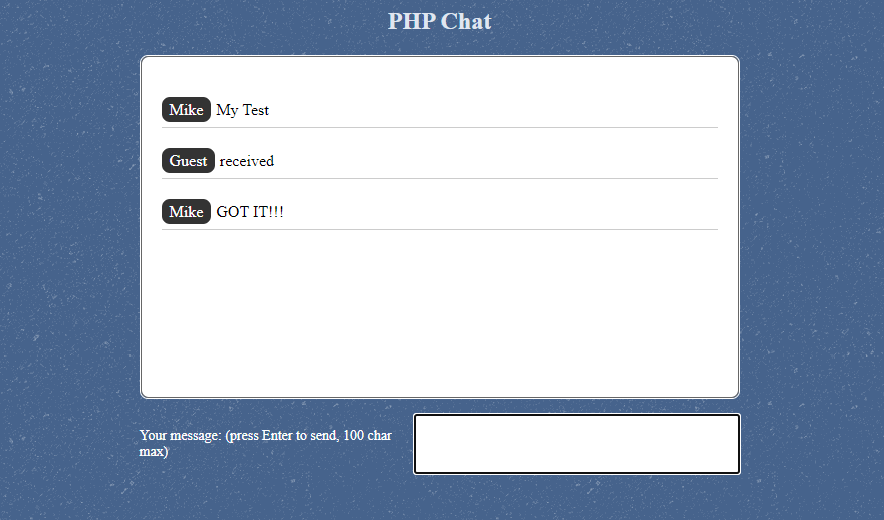 PHP Chat
Mike My Test
Guest received
Mike GOT IT!!!
Your message: (press Enter to send, 100 char
max)